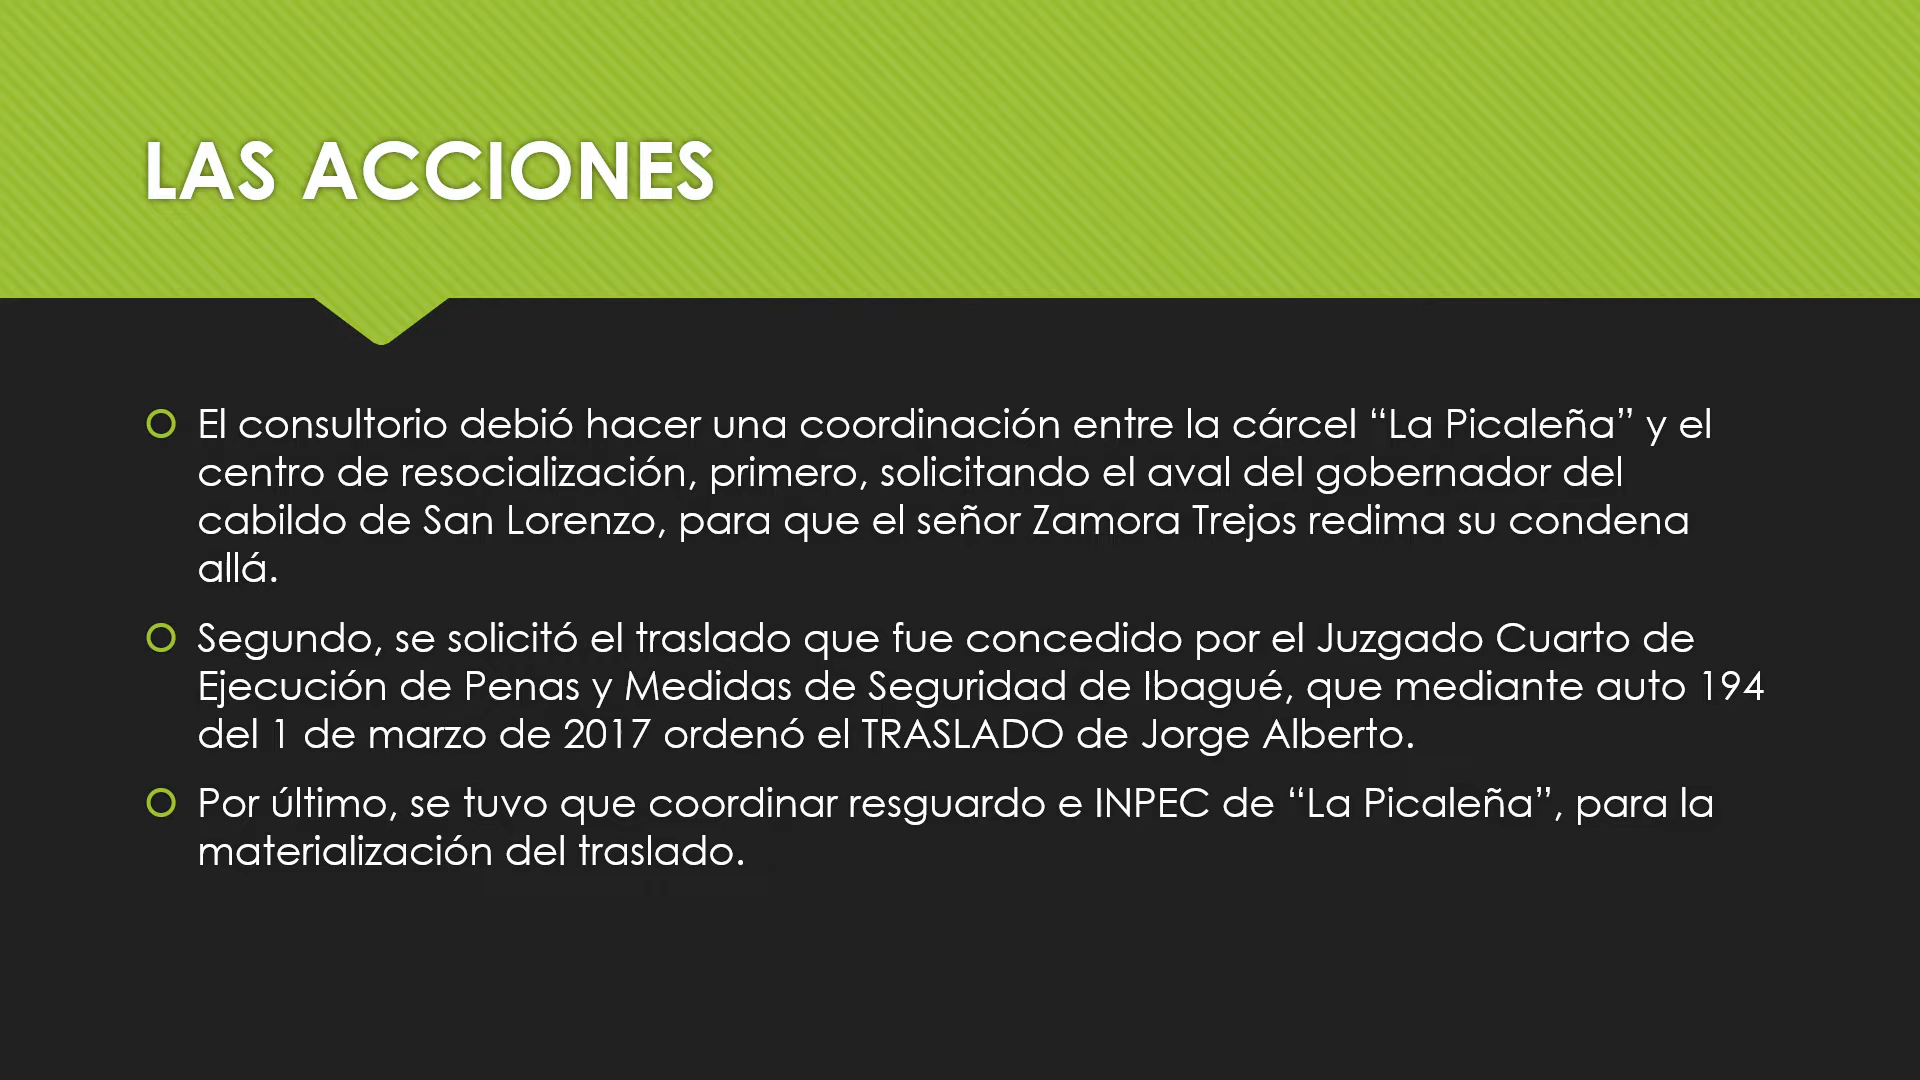 LAS ACCIONES
El consultorio debió hacer una coordinación entre la cárcel “La Picaleña” y el
centro de resocialización, primero, solicitando el aval del gobernador del
cabildo de San Lorenzo, para que el señor Zamora Trejos redima su condena
allá.
Segundo, se solicitó el traslado que fue concedido por el Juzgado Cuarto de
Ejecución de Penas y Medidas de Seguridad de Ibagué, que mediante auto 194
del 1 de marzo de 2017 ordenó el TRASLADO de Jorge Alberto.
Por último, se tuvo que coordinar resguardo e INPEC de “La Picaleña”, para la
materialización del traslado.